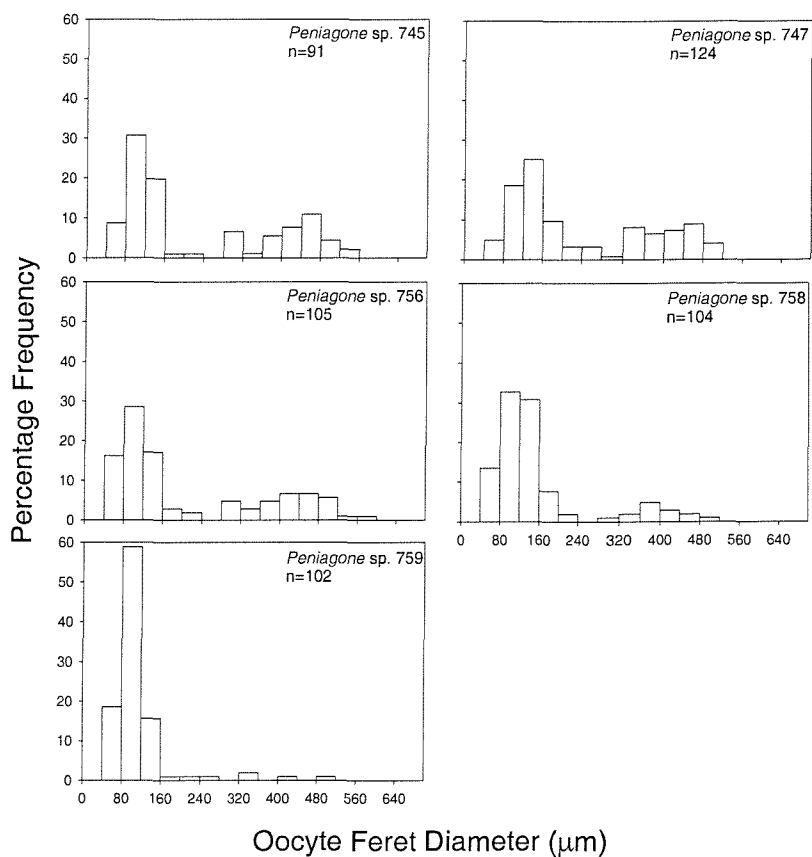 Percentage Frequency
60
50
40
30
20
10
0
Peniagone sp. 745
n=91
Peniagone sp. 747
n=124
60
50
40
30
20
10
0
Peniagone sp. 756
n=105
Peniagone sp. 758
n=104
0 80 160 240 320 400 480 560 640
60
50
40
30
20
10
0
Peniagone sp. 759
n=102
0 80 160 240 320 400 480 560 640
Oocyte Feret Diameter (μm)